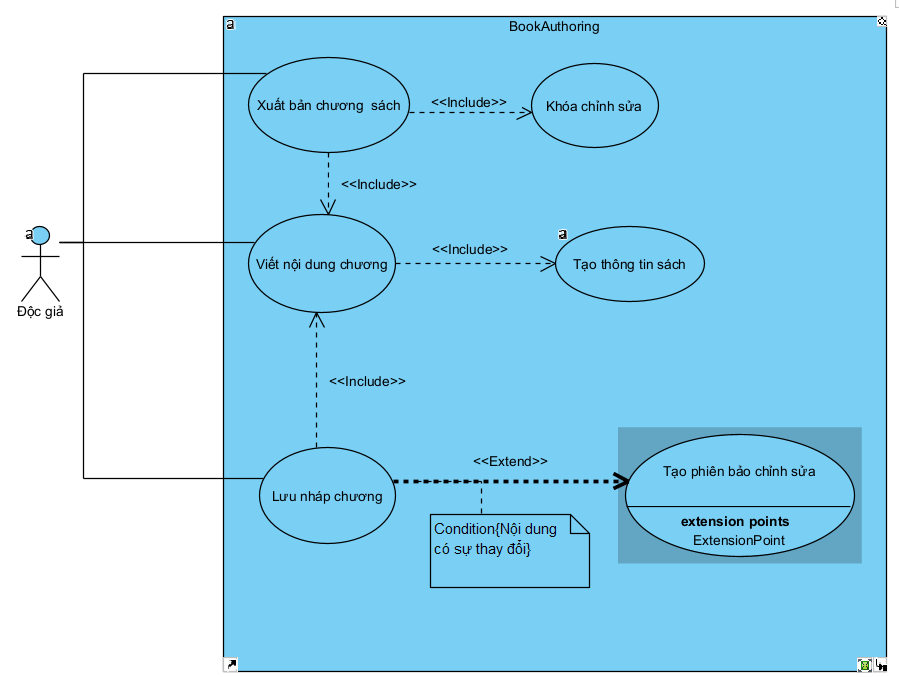 a
BookAuthoring
Xuất bản chương sách
<<Include>>
Khóa chỉnh sửa
<<Include>>
a
Độc giả
Viết nội dung chương
<<Include>>
a
Tạo thông tin sách
<<Include>>
Lưu nháp chương
<<Extend>>
Tạo phiên bảo chỉnh sửa
extension points
ExtensionPoint
Condition{Nội dung
có sự thay đổi}